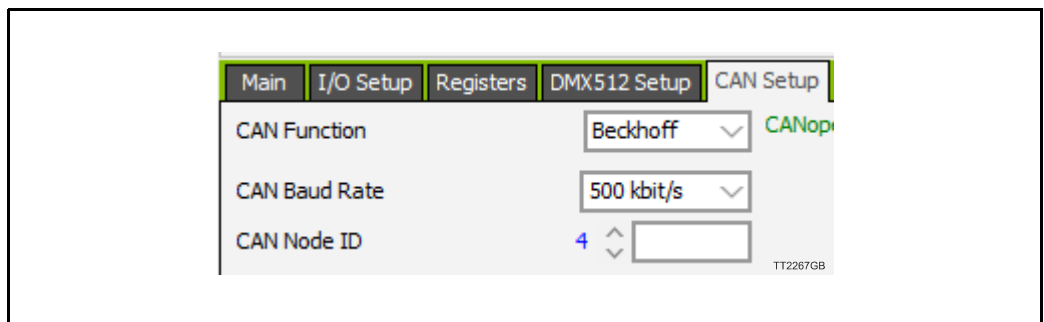 Main I/O Setup Registers DMX512 Setup CAN Setup
CAN Function Beckhoff
CAN Baud Rate 500 kbit/s
CAN Node ID 4
TT2267GB